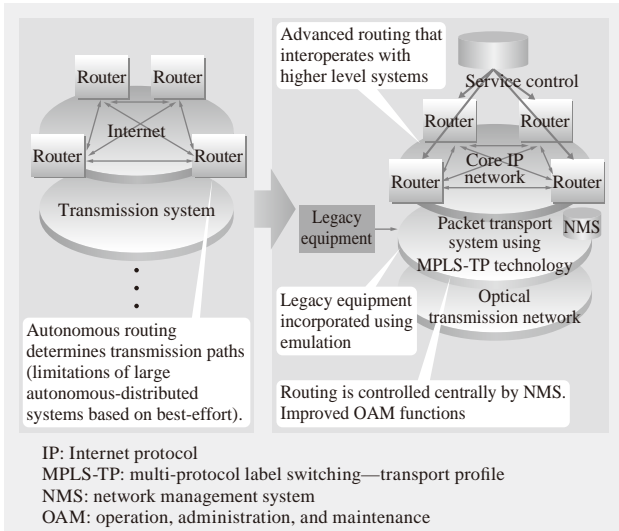 Router Router
Internet
Router Router
Transmission system
Autonomous routing
determines transmission paths
(limitations of large
autonomous-distributed
systems based on best-effort).
Advanced routing that
interoperates with
higher level systems
Service control
Router Router
Core IP
network
Router Router
Legacy
equipment
Packet transport
system using
MPLS-TP technology
NMS
Optical
transmission network
Legacy equipment
incorporated using
emulation
Routing is controlled centrally by NMS.
Improved OAM functions
IP: Internet protocol
MPLS-TP: multi-protocol label switching—transport profile
NMS: network management system
OAM: operation, administration, and maintenance